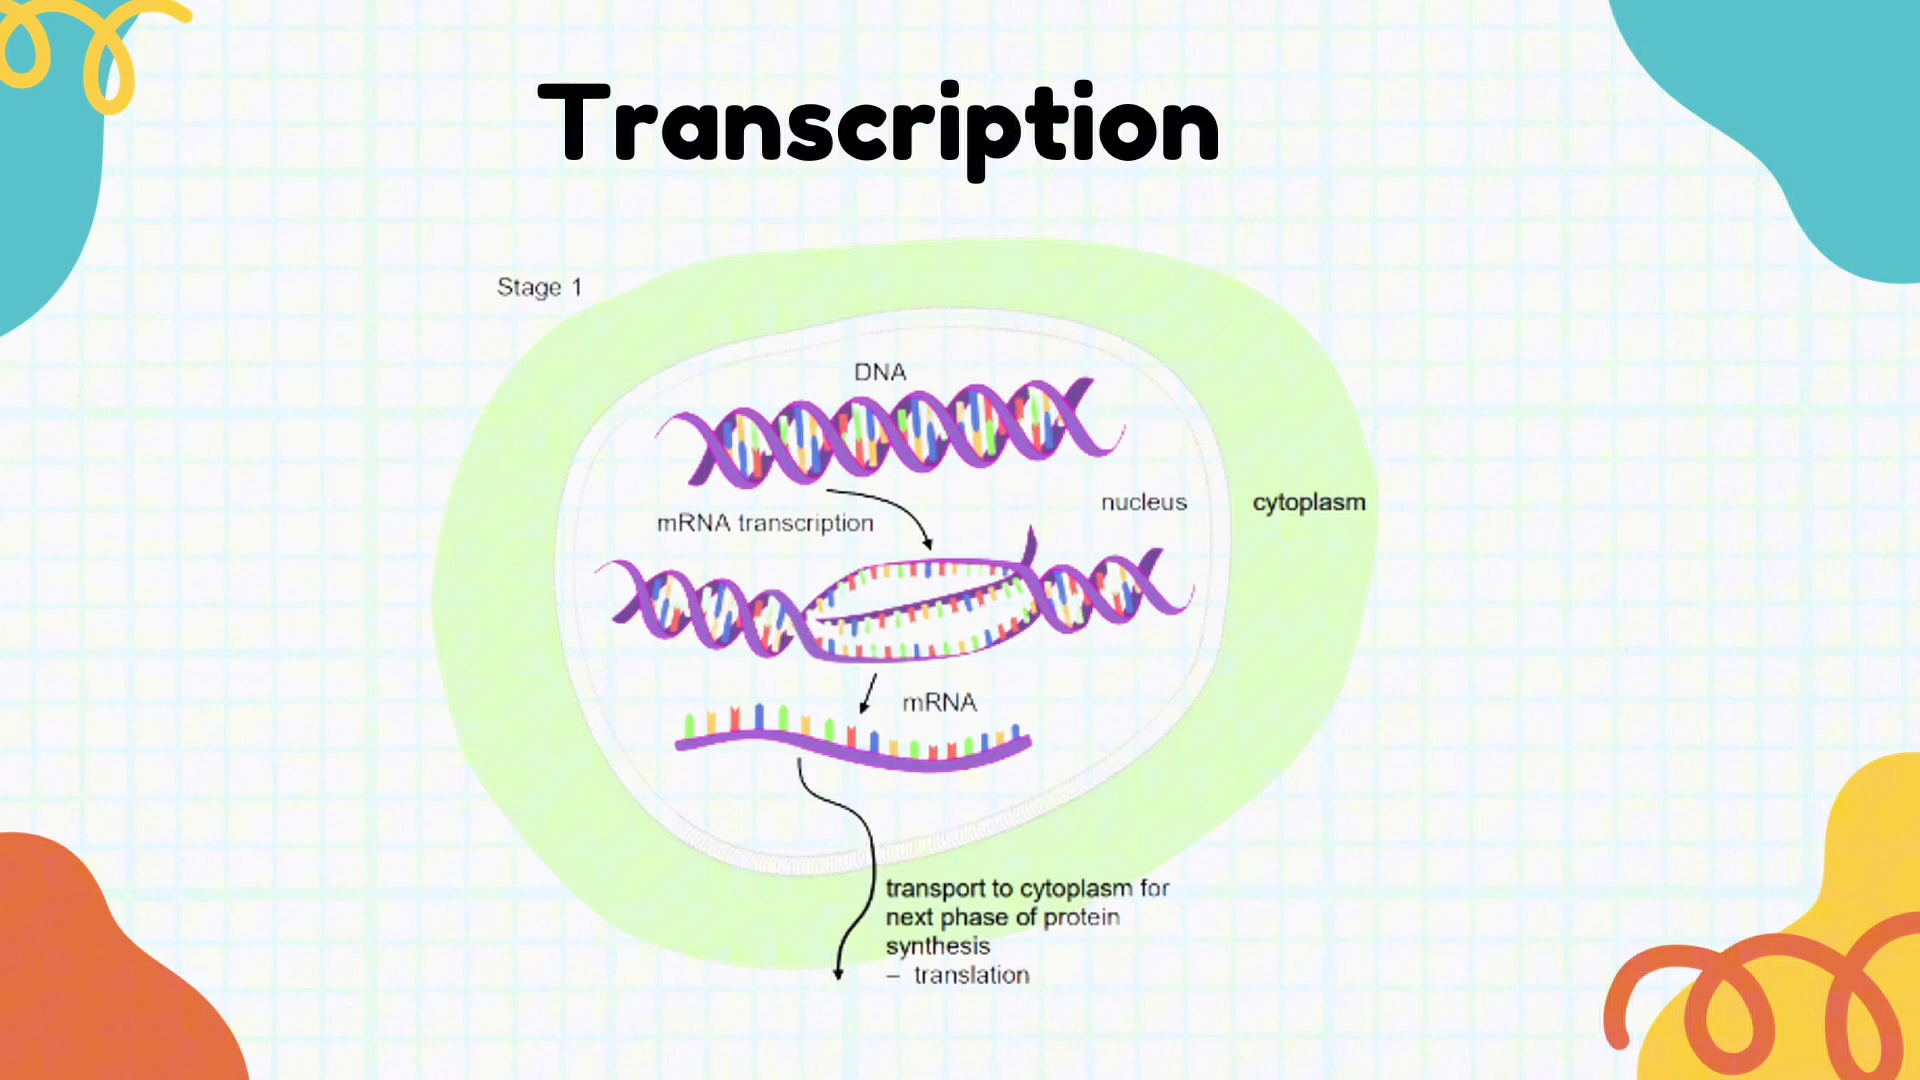 Transcription
Stage 1
DNA
nucleus
cytoplasm
mRNA transcription
mRNA
transport to cytoplasm for
next phase of protein
synthesis
– translation